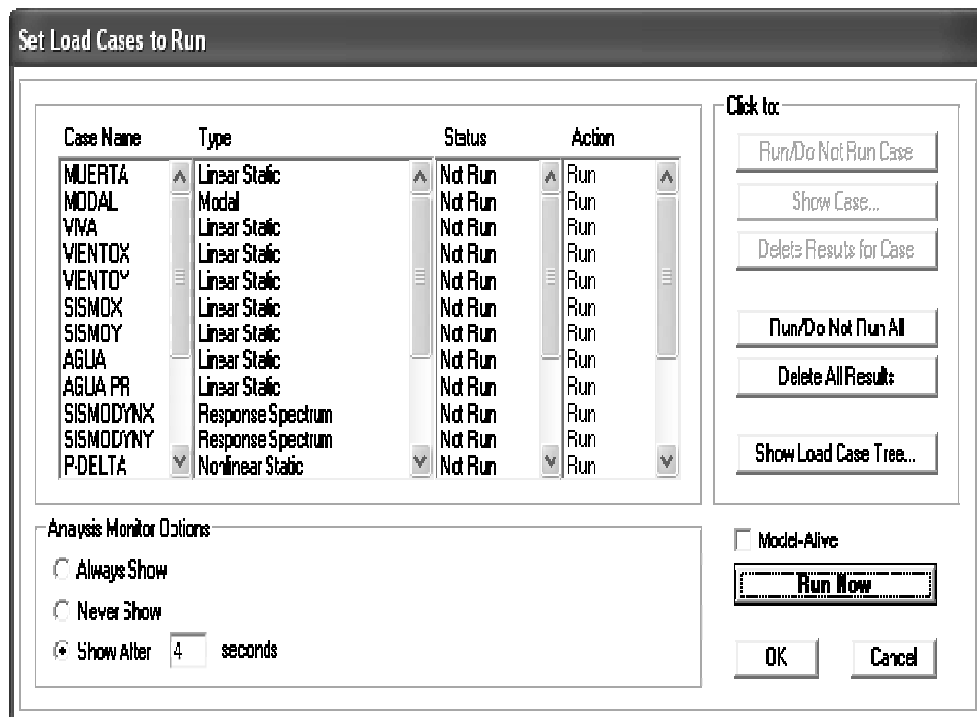 Set Load Cases to Run
Case Name Type Status Action
MUERTA Linear Static Not Run Run
MODAL Modal Not Run Run
VIVA Linear Static Not Run Run
VIENTOX Linear Static Not Run Run
VIENTOY Linear Static Not Run Run
SISMOX Linear Static Not Run Run
SISMOY Linear Static Not Run Run
AGUA Linear Static Not Run Run
AGUA PR Linear Static Not Run Run
SISMODYNX Response Spectrum Not Run Run
SISMODYNY Response Spectrum Not Run Run
P-DELTA Nonlinear Static Not Run Run
Click to:
Run/Do Not Run Case
Show Case...
Delete Results for Case
Run/Do Not Run All
Delete All Results
Show Load Case Tree...
Analysis Monitor Options
Always Show
Never Show
Show After 4 seconds
Model-Alive
Run Now
OK Cancel